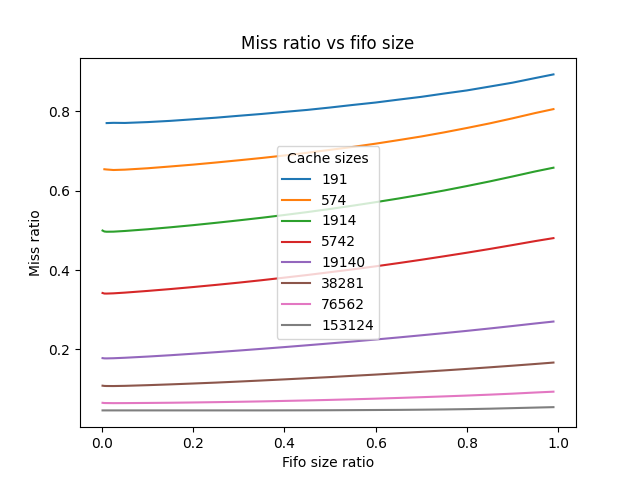 Miss ratio vs fifo size
Miss ratio
0.8
0.6
0.4
0.2
Cache sizes
191
574
1914
5742
19140
38281
76562
153124
0.0 0.2 0.4 0.6 0.8 1.0
Fifo size ratio